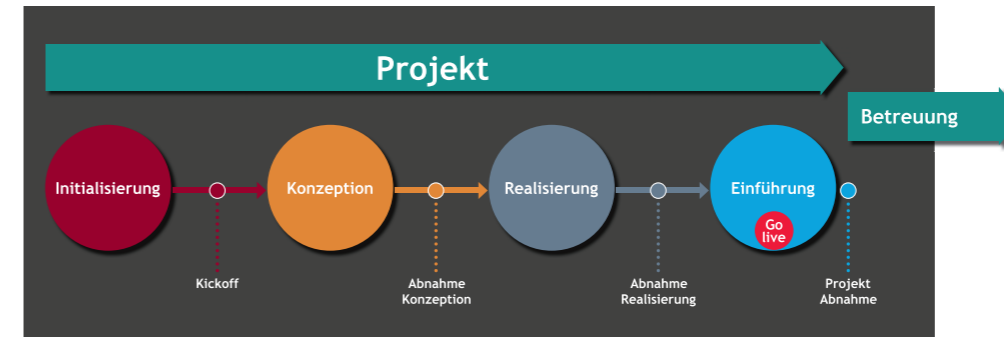 Projekt
Betreuung
Initialisierung
Konzeption
Realisierung
Einführung
Go
live
Kickoff
Abnahme
Konzeption
Abnahme
Realisierung
Projekt
Abnahme